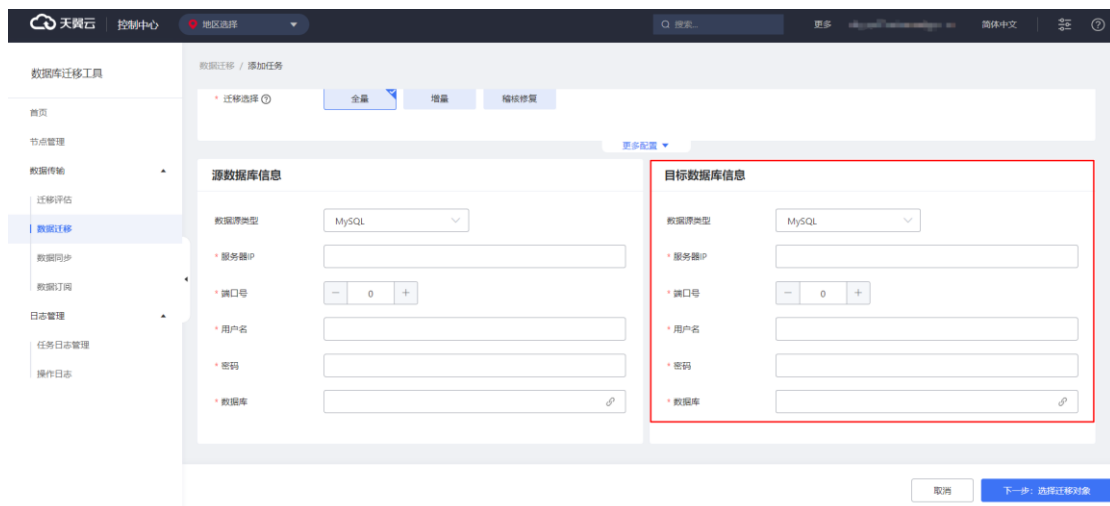 天翼云 控制中心 地区选择 搜索... 更多 简体中文
数据库迁移工具
首页
节点管理
数据传输
迁移评估
数据迁移
数据同步
数据订阅
日志管理
任务日志管理
操作日志
数据迁移 / 添加任务
* 迁移选择 全量 增量 稽核修复
更多配置
源数据库信息
数据源类型 MySQL
* 服务器IP
* 端口号 − 0 +
* 用户名
* 密码
* 数据库
目标数据库信息
数据源类型 MySQL
* 服务器IP
* 端口号 − 0 +
* 用户名
* 密码
* 数据库
取消 下一步：选择迁移对象